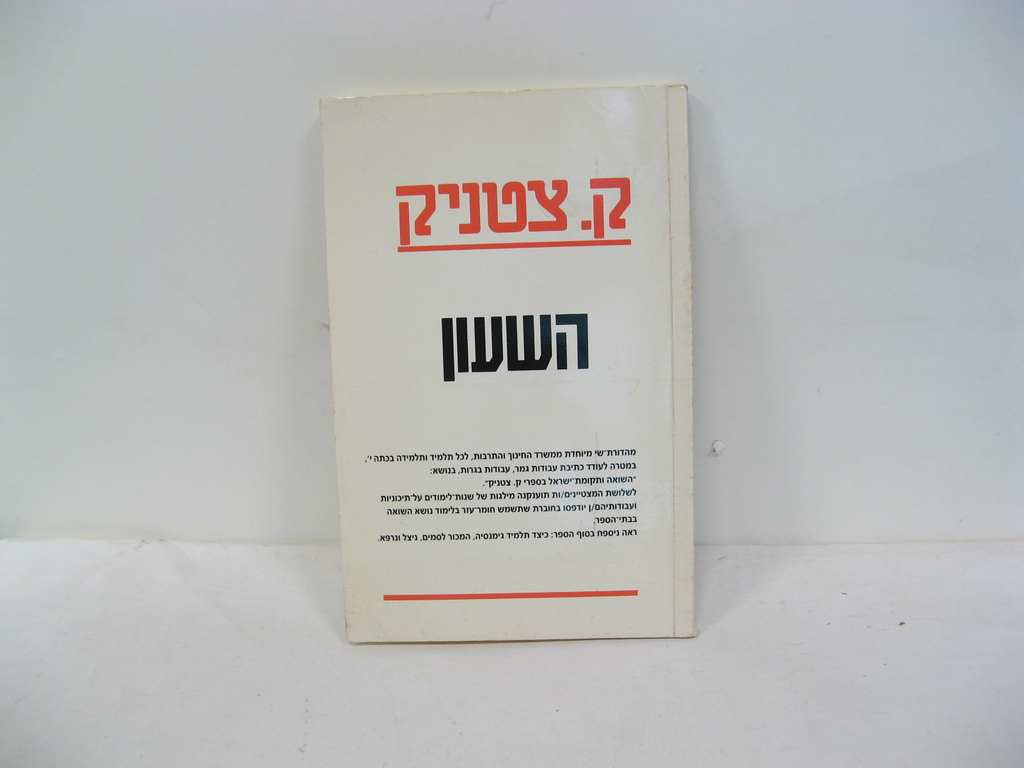 ק. צטניק
השעון
מהדורת־שי מיוחדת ממשרד החינוך והתרבות, לכל תלמיד ותלמידה בכתה י',
במטרה לעודד כתיבת עבודות גמר, עבודות בגרות, בנושא:
"השואה ותקומת־ישראל בספרי ק. צטניק".
לשלושת המצטיינים/ות תוענקנה מילגות של שנות־לימודים על־תיכוניות
ועבודותיהם/ן יודפסו בחוברת שתשמש חומר־עזר בלימוד נושא השואה
בבתי־הספר.
ראה ניספח בסוף הספר: כיצד תלמיד גימנסיה, המכור לסמים, ניצל ונרפא.